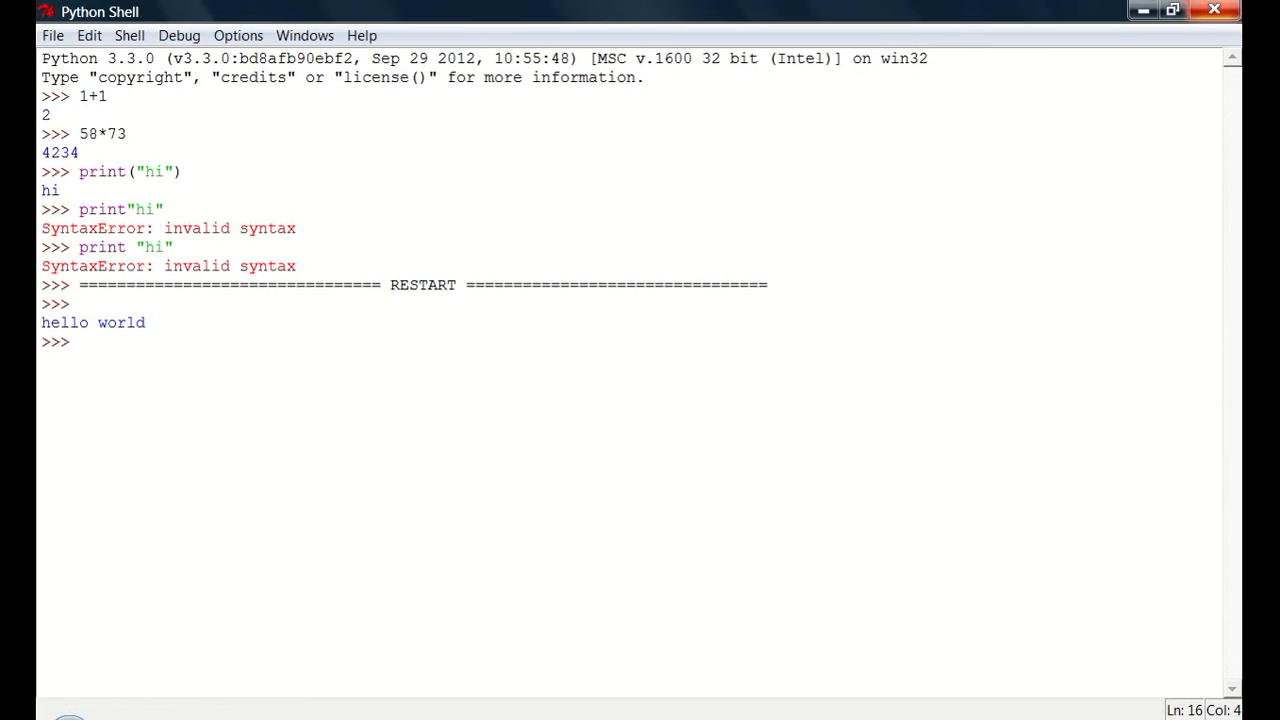 Python Shell
File Edit Shell Debug Options Windows Help
Python 3.3.0 (v3.3.0:bd8afb90ebf2, Sep 29 2012, 10:55:48) [MSC v.1600 32 bit (Intel)] on win32
Type "copyright", "credits" or "license()" for more information.
>>> 1+1
2
>>> 58*73
4234
>>> print("hi")
hi
>>> print"hi"
SyntaxError: invalid syntax
>>> print "hi"
SyntaxError: invalid syntax
>>> ================================ RESTART ================================
>>>
hello world
>>>
Ln: 16 Col: 4